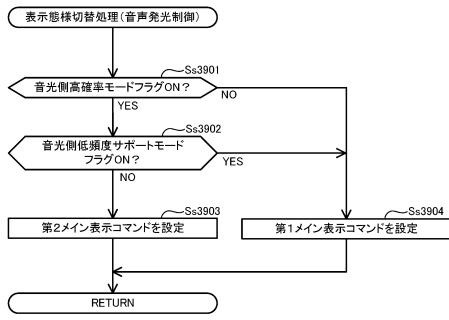 表示態様切替処理(音声発光制御)
Ss3901
音光側高確率モードフラグON?
NO
YES
Ss3902
音光側低頻度サポートモード
フラグON?
YES
NO
Ss3903
第2メイン表示コマンドを設定
Ss3904
第1メイン表示コマンドを設定
RETURN